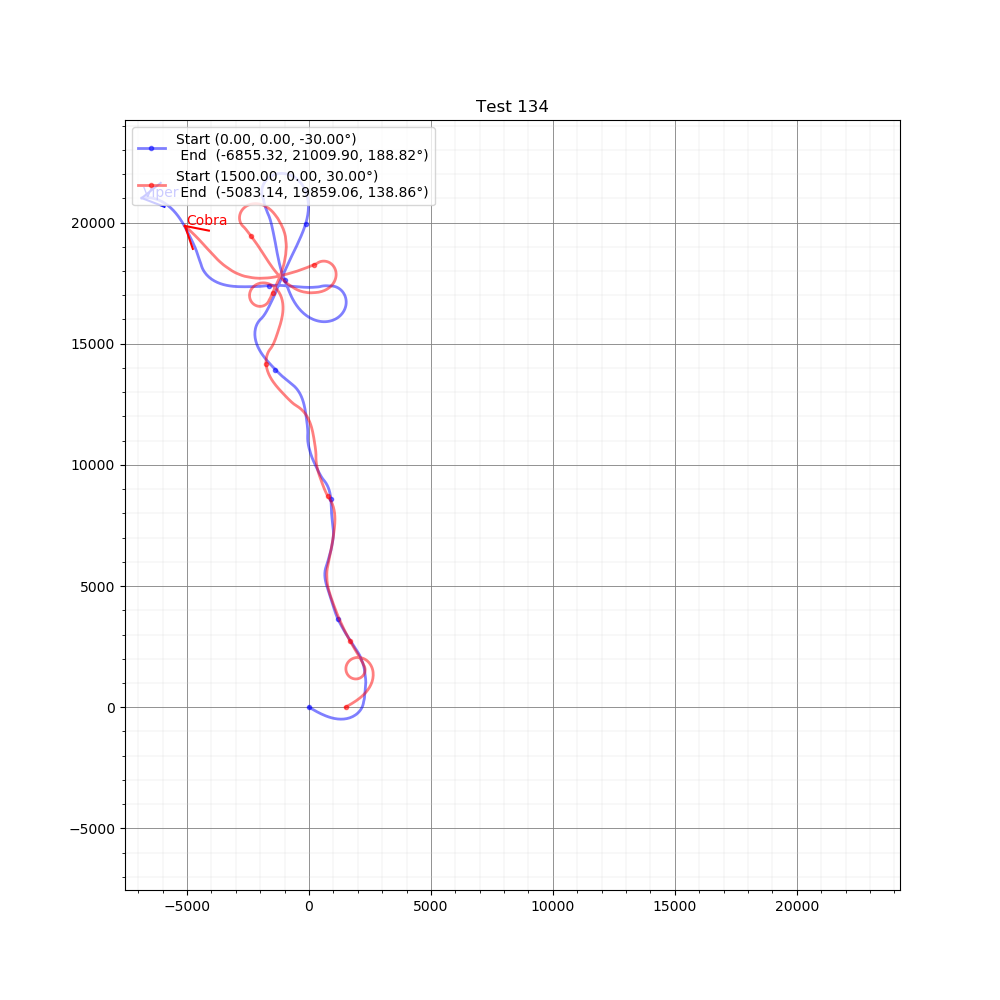 Test 134
Start (0.00, 0.00, -30.00°)
End (-6855.32, 21009.90, 188.82°)
Start (1500.00, 0.00, 30.00°)
End (-5083.14, 19859.06, 138.86°)
Viper
Cobra
20000
15000
10000
5000
0
−5000
−5000
0
5000
10000
15000
20000